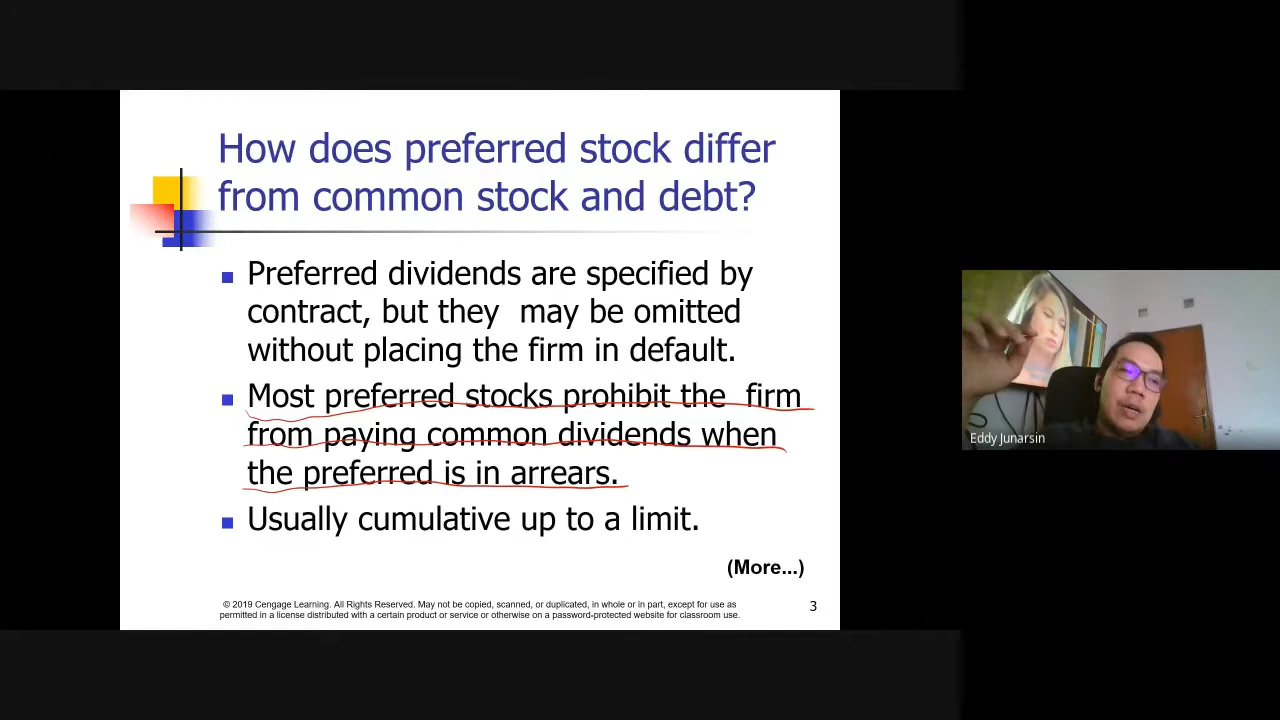 How does preferred stock differ
from common stock and debt?
Preferred dividends are specified by
contract, but they may be omitted
without placing the firm in default.
Most preferred stocks prohibit the firm
from paying common dividends when
the preferred is in arrears.
Usually cumulative up to a limit.
(More...)
© 2019 Cengage Learning. All Rights Reserved. May not be copied, scanned, or duplicated, in whole or in part, except for use as
permitted in a license distributed with a certain product or service or otherwise on a password-protected website for classroom use.
3
Eddy Junarsin